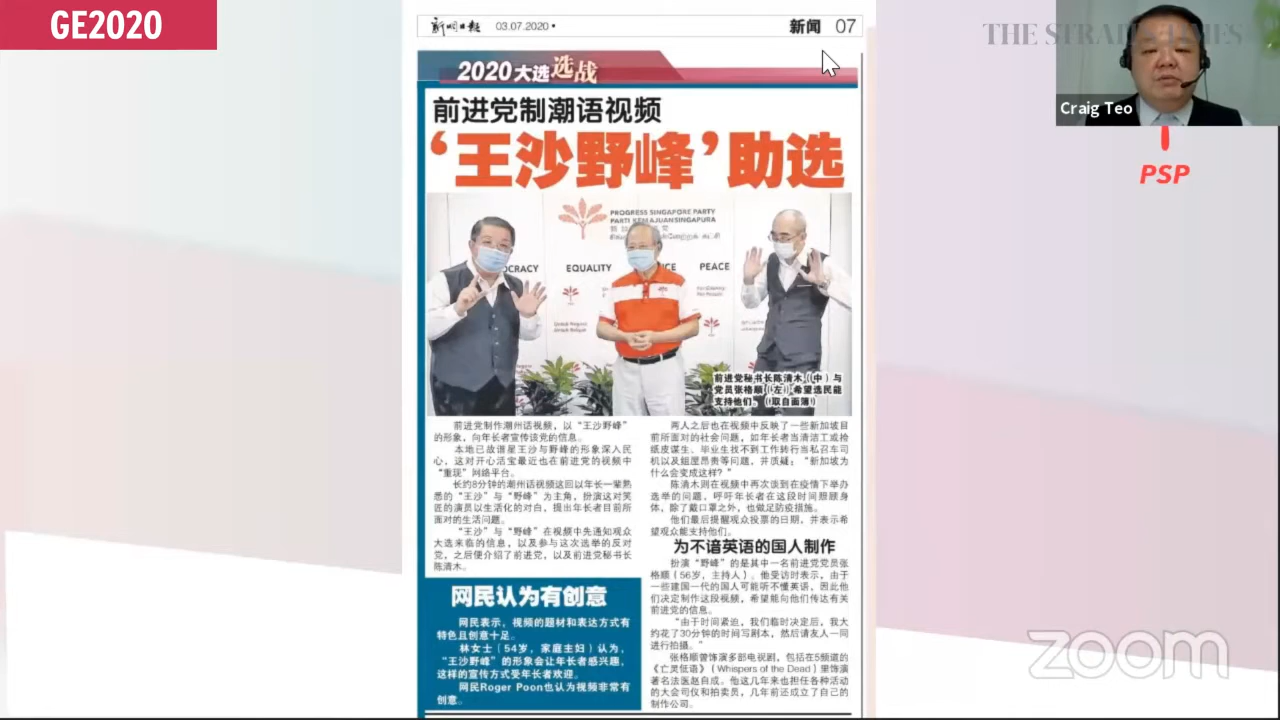 GE2020
THE STRAITS TIMES
Craig Teo
PSP
新明日報
03.07.2020
新闻 07
2020大选选战
前进党制潮语视频
‘王沙野峰’助选
PROGRESS SINGAPORE PARTY
PARTI KEMAJUAN SINGAPURA
EQUALITY
PEACE
前进党秘书长陈清木（中）与
党员张格顺（左）希望选民能
支持他们。（取自面簿）
前进党制作潮州话视频，以“王沙野峰”
的形象，向年长者宣传该党的信息。
本地已故谐星王沙与野峰的形象深入民
心，这对开心活宝最近也在前进党的视频中
“重现”网络平台。
长约8分钟的潮州话视频这回以年长一辈熟
悉的“王沙”与“野峰”为主角，扮演这对笑
匠的演员以生活化的对白，提出年长者目前所
面对的生活问题。
“王沙”与“野峰”在视频中先通知观众
大选来临的信息，以及参与这次选举的反对
党，之后便介绍了前进党，以及前进党秘书长
陈清木。
网民认为有创意
网民表示，视频的题材和表达方式有
特色且创意十足。
林女士（54岁，家庭主妇）认为，
“王沙野峰”的形象会让年长者感兴趣，
这样的宣传方式受年长者欢迎。
网民Roger Poon也认为视频非常有
创意。
两人之后也在视频中反映了一些新加坡目
前所面对的社会问题，如年长者当清洁工或捡
纸皮谋生、毕业生找不到工作转行当私召车司
机以及组屋昂贵等问题，并质疑：“新加坡为
什么会变成这样？”
陈清木则在视频中再次谈到在疫情下举办
选举的问题，呼吁年长者在这段时间照顾身
体，除了戴口罩之外，也做足防疫措施。
他们最后提醒观众投票的日期，并表示希
望观众能支持他们。
为不谙英语的国人制作
扮演“野峰”的是其中一名前进党党员张
格顺（56岁，主持人）。他受访时表示，由于
一些建国一代的国人可能听不懂英语，因此他
们决定制作这段视频，希望能向他们传达有关
前进党的信息。
“由于时间紧迫，我们临时决定后，我大
约花了30分钟的时间写剧本，然后请友人一同
进行拍摄。”
张格顺曾饰演多部电视剧，包括在5频道的
《亡灵低语》（Whispers of the Dead）里饰演
著名法医赵自成。他这几年来也担任各种活动
的大会司仪和拍卖员，几年前还成立了自己的
制作公司。
zoom